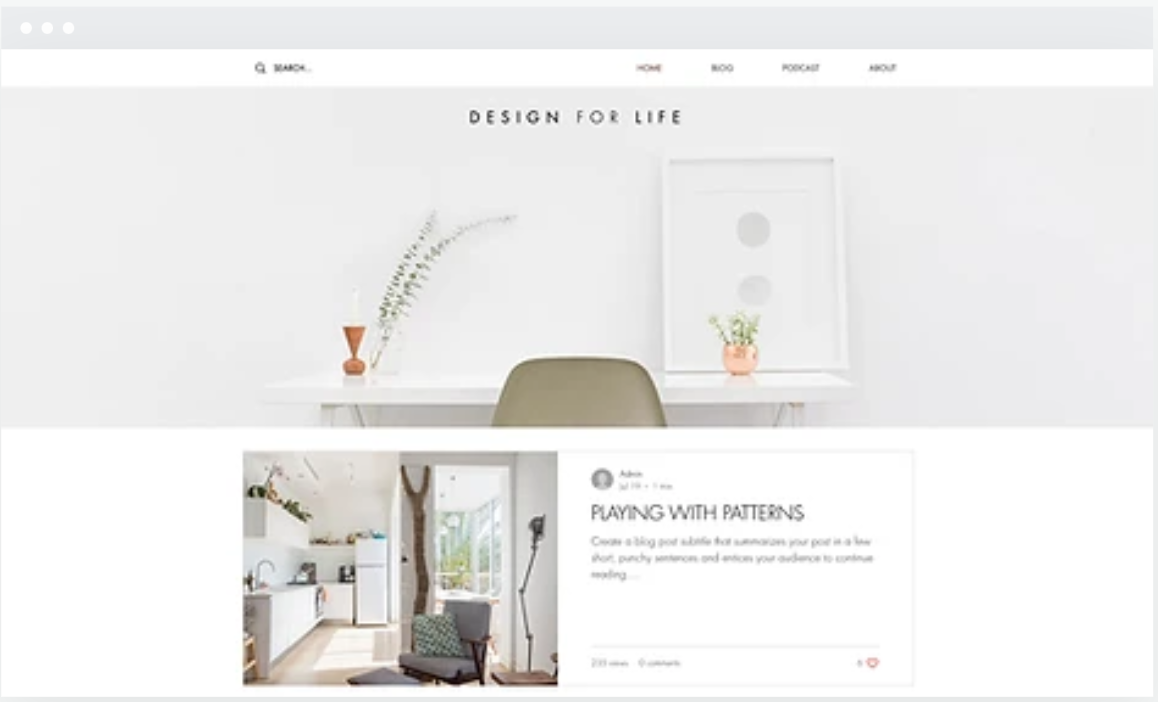 SEARCH...
HOME
BLOG
PODCAST
ABOUT
DESIGN FOR LIFE
Admin
Jul 19 • 1 min
PLAYING WITH PATTERNS
Create a blog post subtitle that summarizes your post in a few
short, punchy sentences and entices your audience to continue
reading....
views 0 comments
6